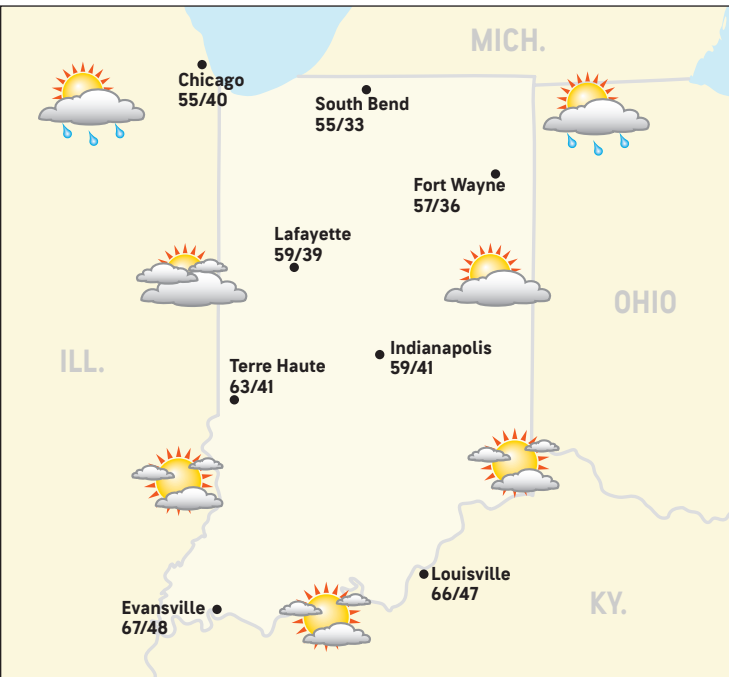 MICH.
Chicago
55/40
South Bend
55/33
Fort Wayne
57/36
Lafayette
59/39
OHIO
Indianapolis
59/41
ILL.
Terre Haute
63/41
Louisville
66/47
Evansville
67/48
KY.